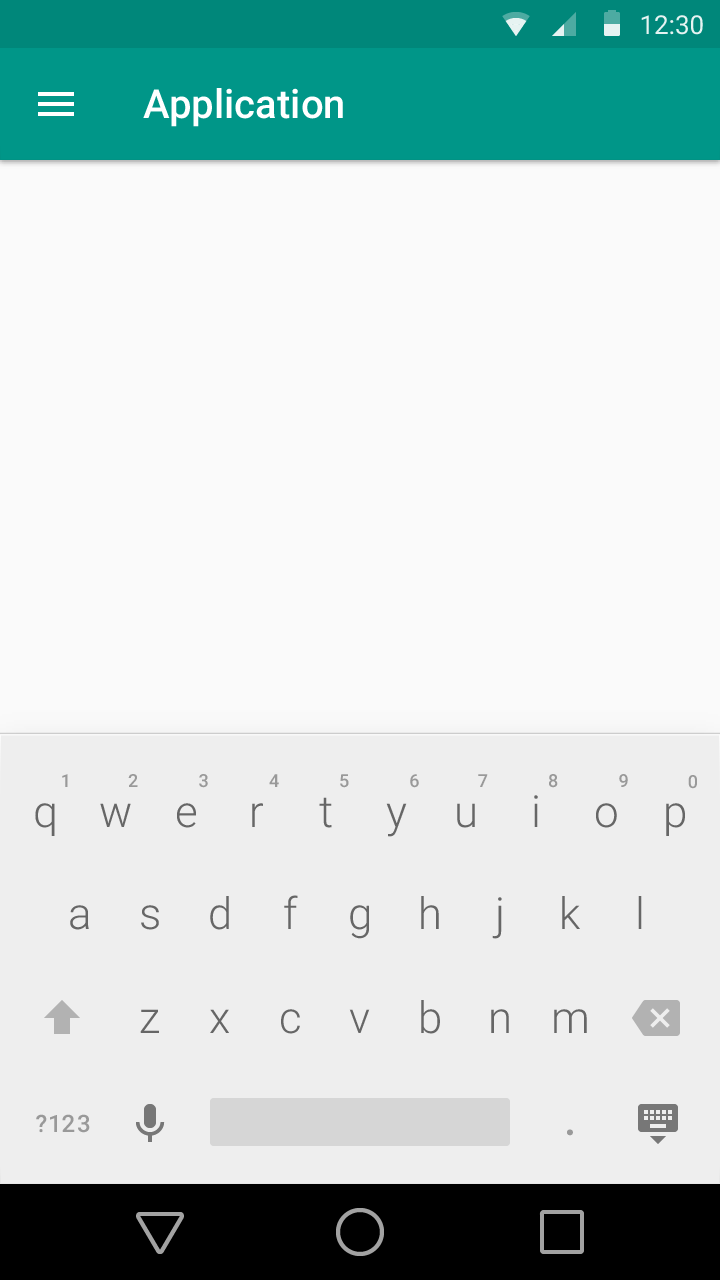 12:30
Application
1 2 3 4 5 6 7 8 9 0
q w e r t y u i o p
a s d f g h j k l
z x c v b n m
?123 .